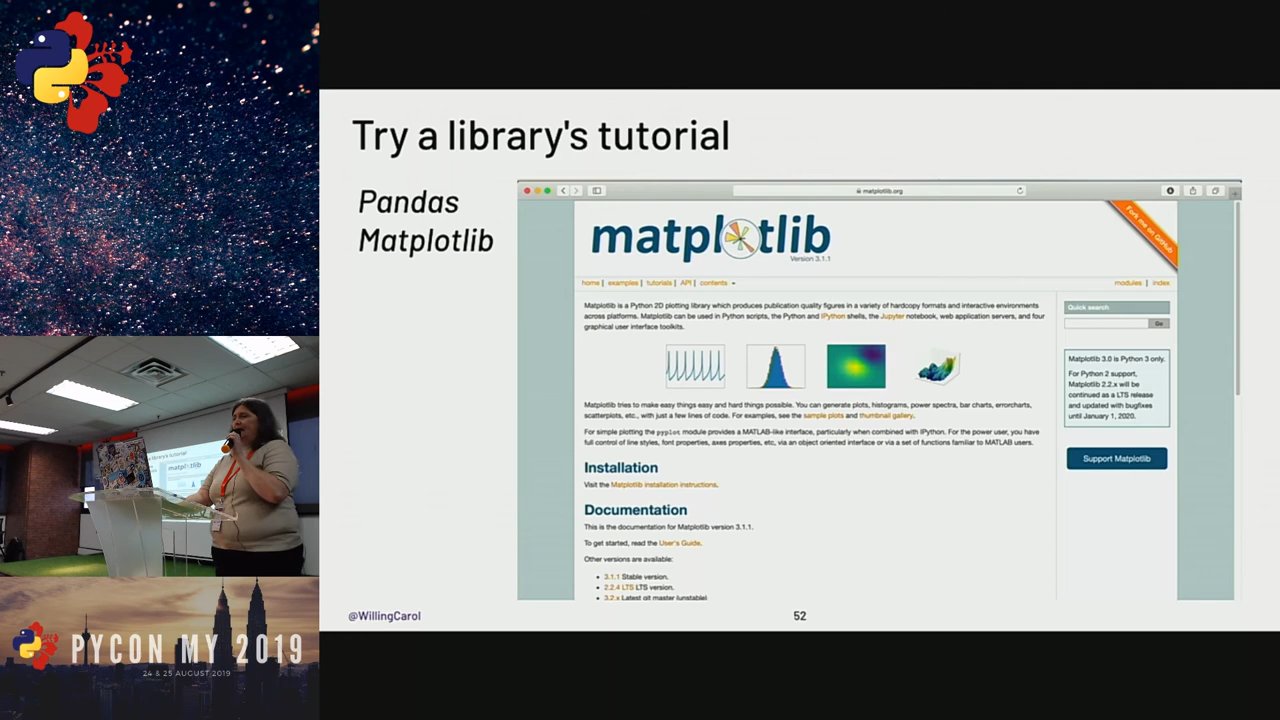 Try a library's tutorial
Pandas
Matplotlib
matplotlib.org
matplotlib
Version 3.1.1
Fork me on GitHub
home | examples | tutorials | API | contents
modules | index
Matplotlib is a Python 2D plotting library which produces publication quality figures in a variety of hardcopy formats and interactive environments
across platforms. Matplotlib can be used in Python scripts, the Python and IPython shells, the Jupyter notebook, web application servers, and four
graphical user interface toolkits.
Quick search
Go
Matplotlib 3.0 is Python 3 only.
For Python 2 support,
Matplotlib 2.2.x will be
continued as a LTS release
and updated with bugfixes
until January 1, 2020.
Support Matplotlib
Matplotlib tries to make easy things easy and hard things possible. You can generate plots, histograms, power spectra, bar charts, errorcharts,
scatterplots, etc., with just a few lines of code. For examples, see the sample plots and thumbnail gallery.
For simple plotting the pyplot module provides a MATLAB-like interface, particularly when combined with IPython. For the power user, you have
full control of line styles, font properties, axes properties, etc, via an object oriented interface or via a set of functions familiar to MATLAB users.
Installation
Visit the Matplotlib installation instructions.
Documentation
This is the documentation for Matplotlib version 3.1.1.
To get started, read the User's Guide.
Other versions are available:
• 3.1.1 Stable version.
• 2.2.4 LTS LTS version.
• 3.2.x Latest git master (unstable)
@WillingCarol
52
matplotlib
PYCON MY 2019
24 & 25 AUGUST 2019